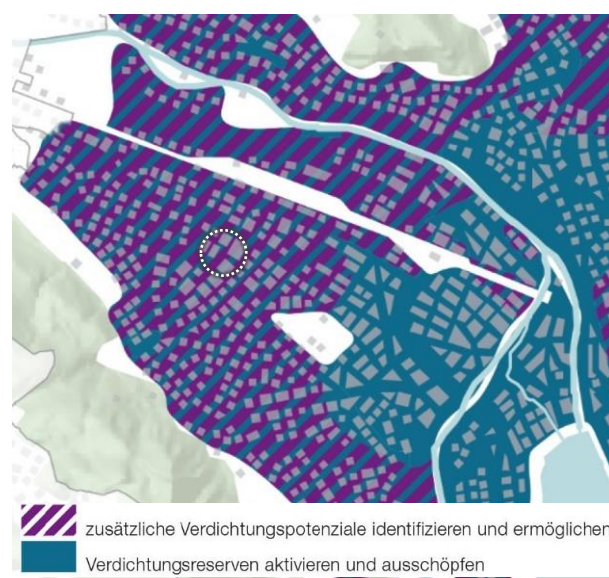 zusätzliche Verdichtungspotenziale identifizieren und ermöglichen
Verdichtungsreserven aktivieren und ausschöpfen